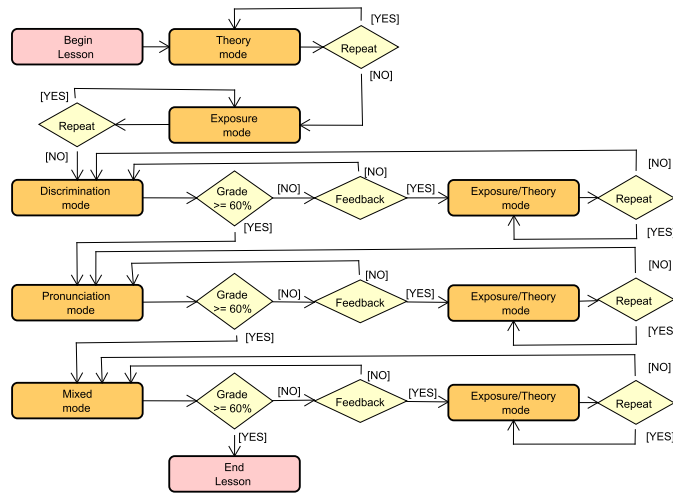 Begin
Lesson
Theory
mode
Repeat
[YES]
[NO]
[YES]
Repeat
Exposure
mode
[NO]
[NO]
Discrimination
mode
Grade
>= 60%
[NO]
[NO]
Feedback
[YES]
Exposure/Theory
mode
Repeat
[YES]
[YES]
[NO]
Pronunciation
mode
Grade
>= 60%
[NO]
[NO]
Feedback
[YES]
Exposure/Theory
mode
Repeat
[YES]
[YES]
[NO]
Mixed
mode
Grade
>= 60%
[NO]
[NO]
Feedback
[YES]
Exposure/Theory
mode
Repeat
[YES]
[YES]
End
Lesson